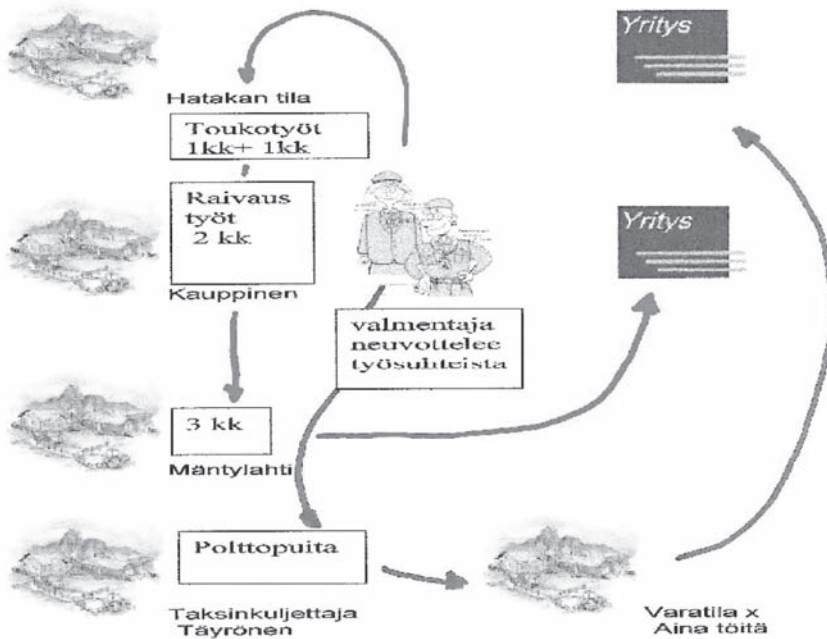 Yritys
Hatakan tila
Toukotyöt
1kk+ 1kk
Raivaus
työt
2 kk
Kauppinen
Yritys
valmentaja
neuvottelee
työsuhteista
3 kk
Mäntylahti
Polttopuita
Taksinkuljettaja
Täyrönen
Varatila x
Aina töitä